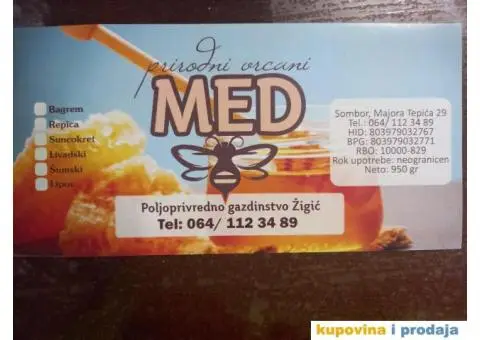 prirodni vrcani
MED
Bagrem
Repica
Suncokret
Livadski
Šumski
Lipov
Sombor, Majora Tepića 29
Tel.: 064/ 112 34 89
HID: 803979032767
BPG: 803979032771
RBO: 10000-829
Rok upotrebe: neogranicen
Neto: 950 gr
Poljoprivredno gazdinstvo Žigić
Tel: 064/ 112 34 89
kupovina i prodaja